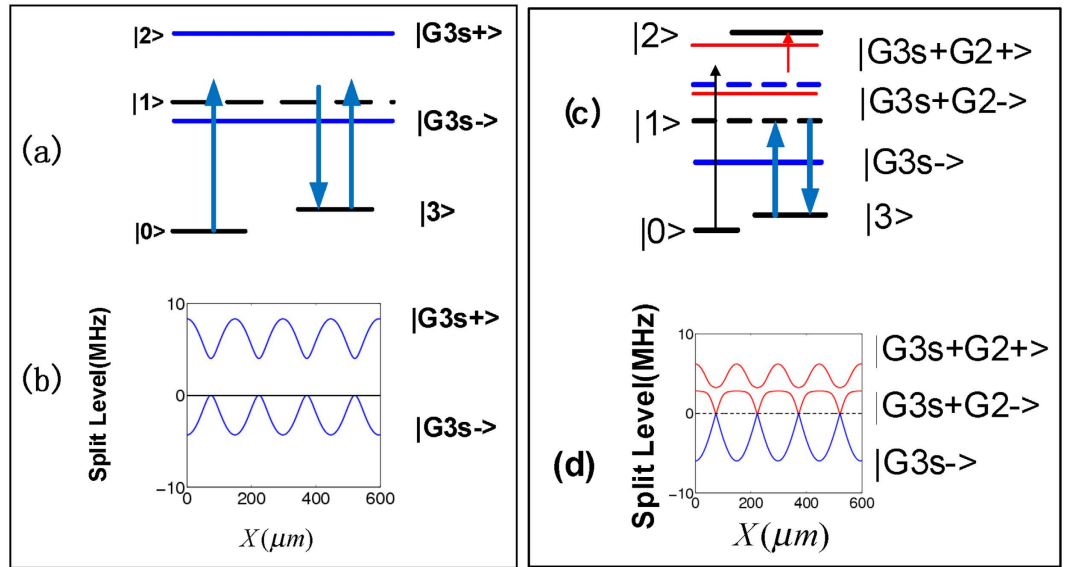 (a)
|2>
|G3s+>
|1>
|G3s->
|3>
|0>
(b)
Split Level(MHz)
10
0
-10
0
200
400
600
X(μm)
|G3s+>
|G3s->
(c)
|2>
|G3s+G2+>
|G3s+G2->
|1>
|G3s->
|3>
|0>
(d)
Split Level(MHz)
10
0
-10
0
200
400
600
X(μm)
|G3s+G2+>
|G3s+G2->
|G3s->